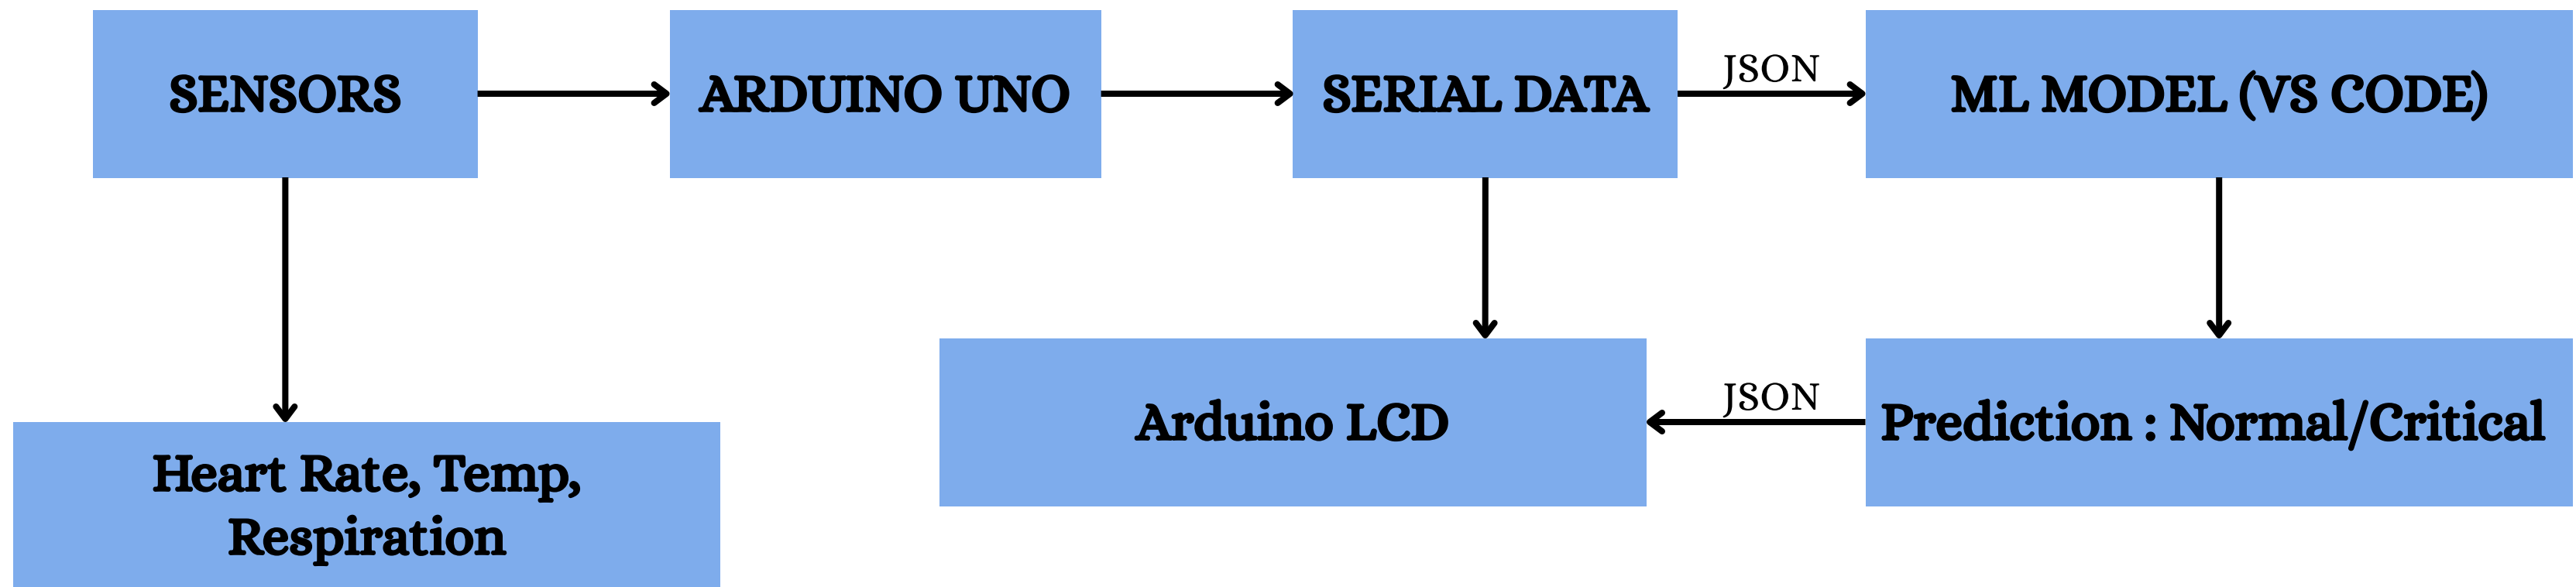 SENSORS
ARDUINO UNO
SERIAL DATA
JSON
ML MODEL (VS CODE)
Heart Rate, Temp,
Respiration
Arduino LCD
JSON
Prediction : Normal/Critical